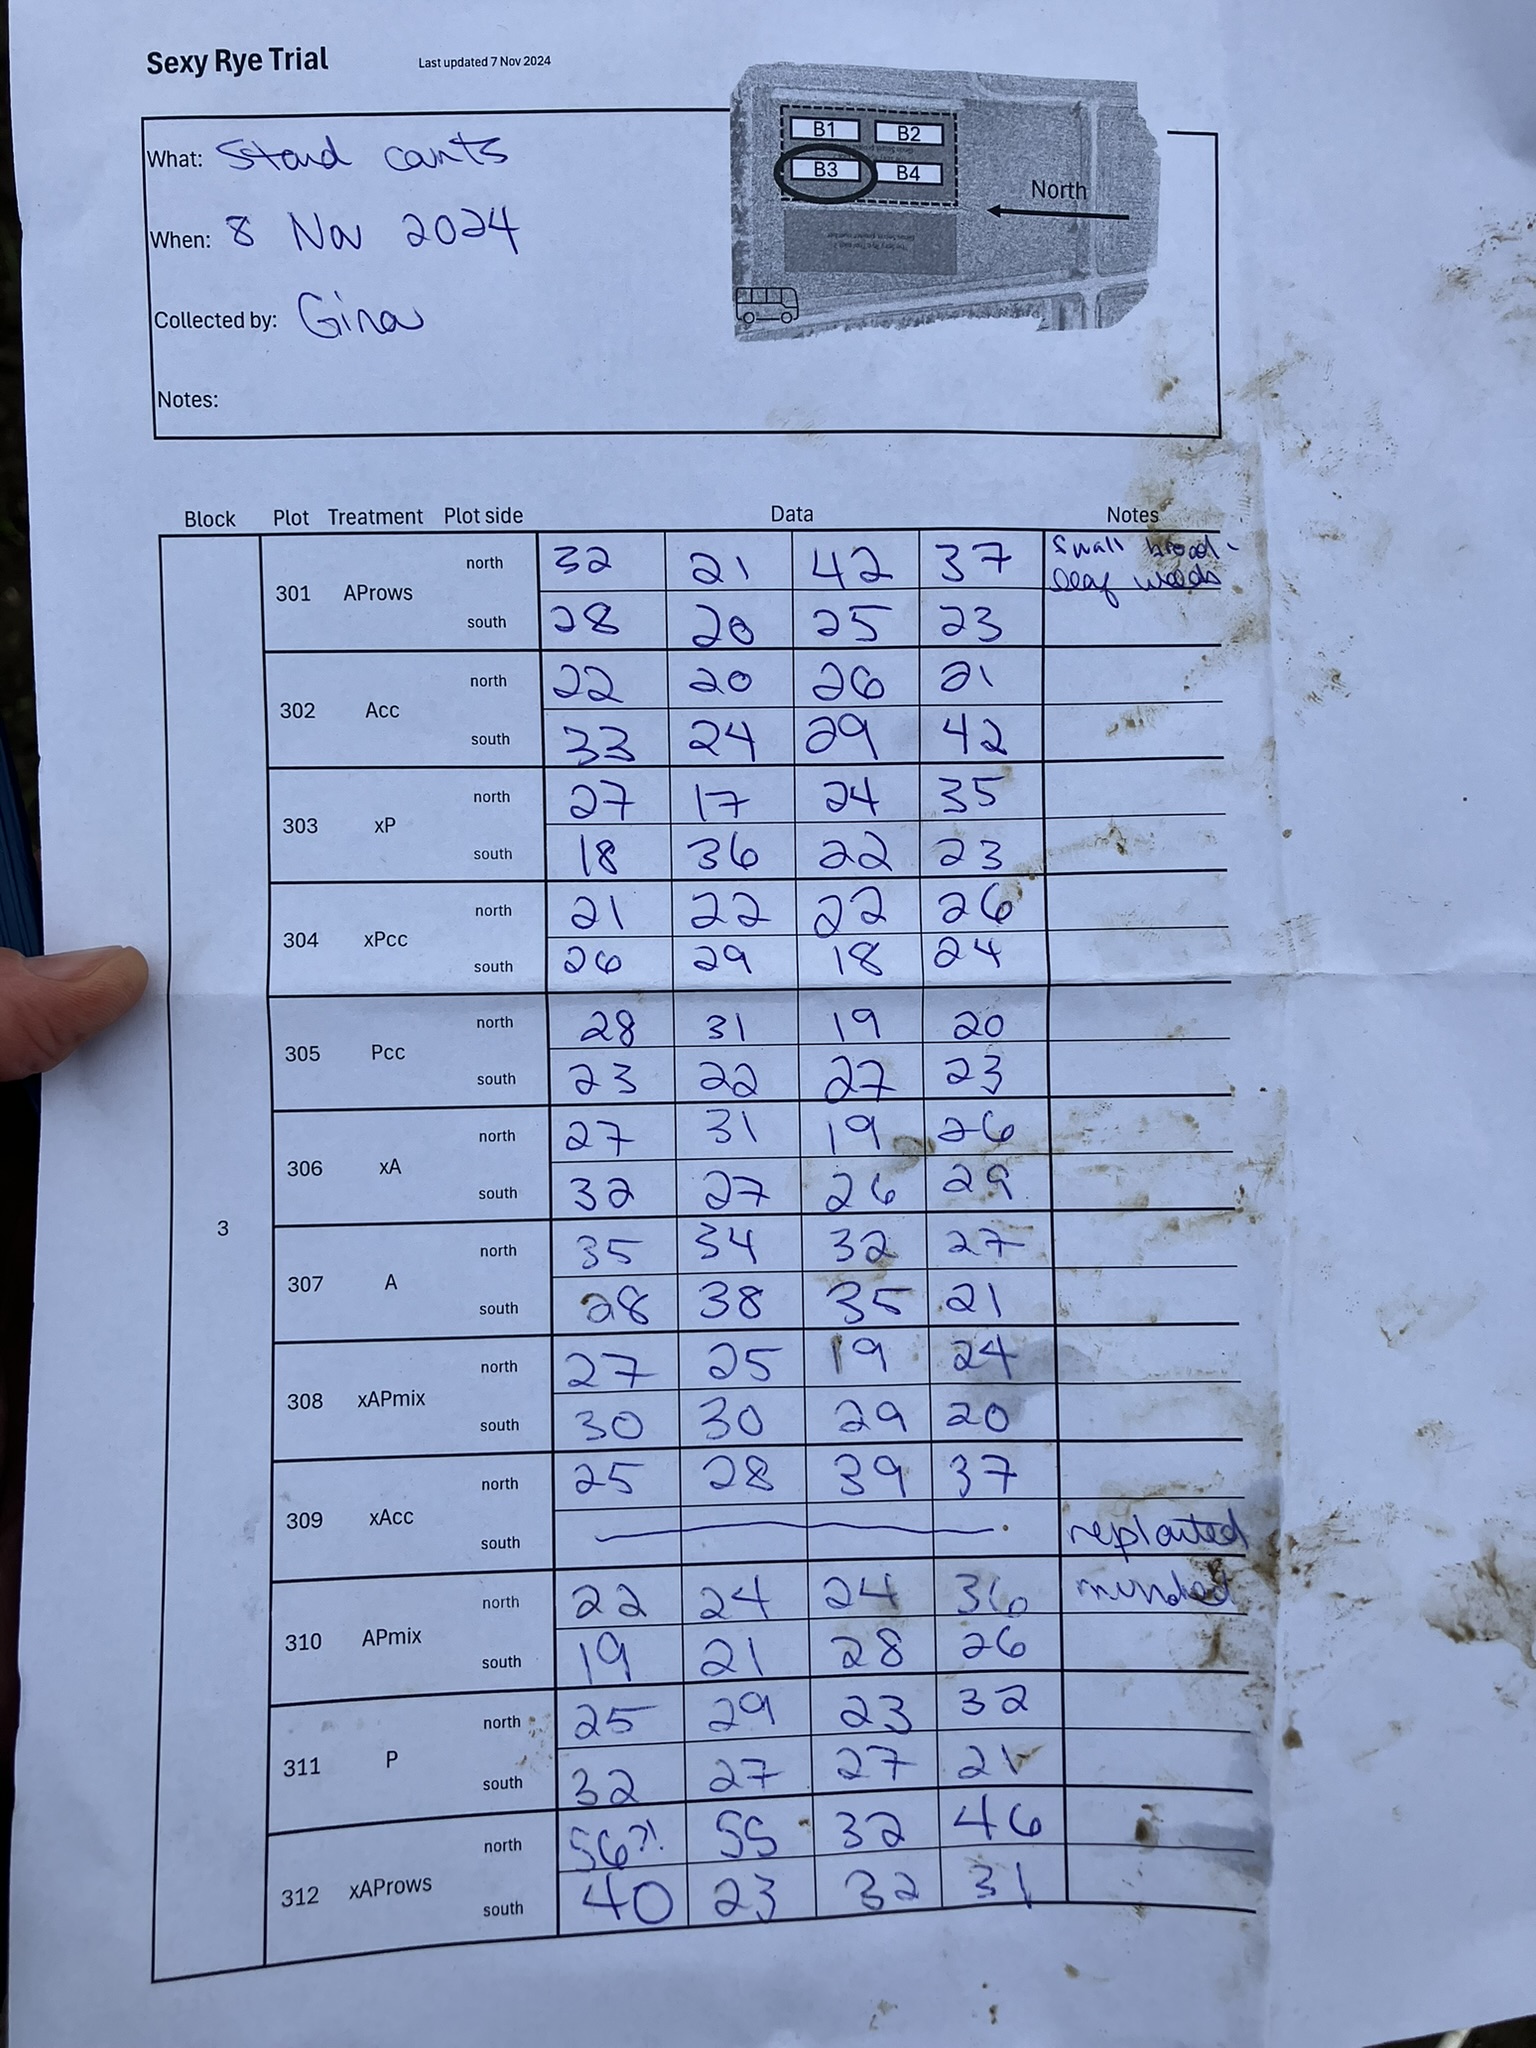 Sexy Rye Trial
Last updated 7 Nov 2024
What: Stand counts
When: 8 Nov 2024
Collected by: Gina
Notes:
B1 B2
B3 B4
North
Block Plot Treatment Plot side Data Notes
3
301 AProws
north 32 21 42 37 Small broad-
leaf weeds
south 28 20 25 23
302 Acc
north 22 20 26 21
south 33 24 29 42
303 xP
north 27 17 24 35
south 18 36 22 23
304 xPcc
north 21 22 22 26
south 26 29 18 24
305 Pcc
north 28 31 19 20
south 23 22 27 23
306 xA
north 27 31 19 26
south 32 27 26 29
307 A
north 35 34 32 27
south 28 38 35 21
308 xAPmix
north 27 25 19 24
south 30 30 29 20
309 xAcc
north 25 28 39 37
south replanted
310 APmix
north 22 24 24 36
south 19 21 28 26
311 P
north 25 29 23 32
south 32 27 27 21
312 xAProws
north 56?! 55 32 46
south 40 23 32 31